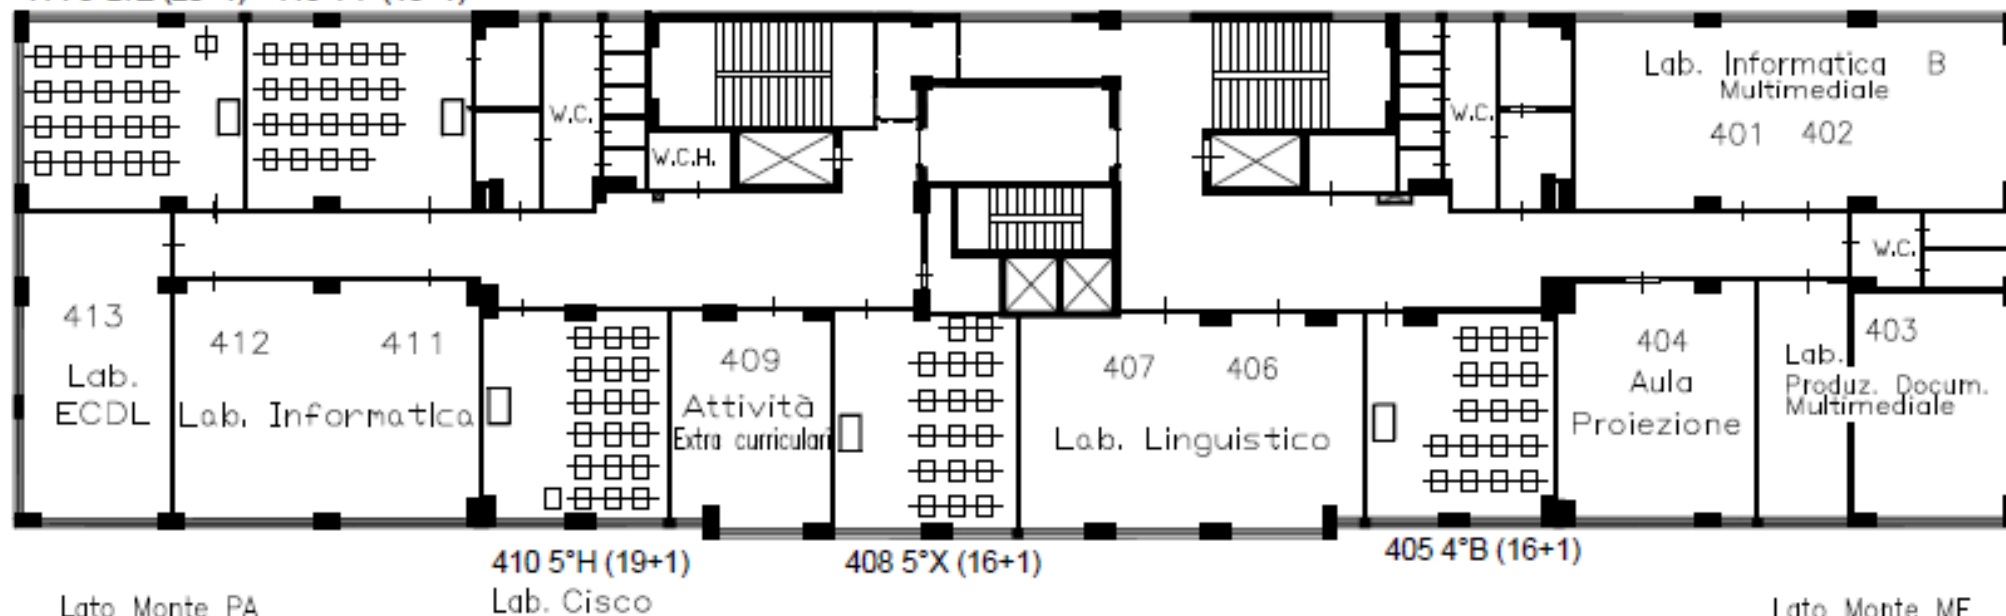 Lab. Informatica B
Multimediale
401 402
W.C.
W.C.
W.C.H.
W.C.
413
Lab.
ECDL
412 411
Lab. Informatica
409
Attività
Extra curriculari
407 406
Lab. Linguistico
404
Aula
Proiezione
403
Lab.
Produz. Docum.
Multimediale
410 5°H (19+1)
Lab. Cisco
408 5°X (16+1)
405 4°B (16+1)
Lato Monte PA
Lato Monte ME